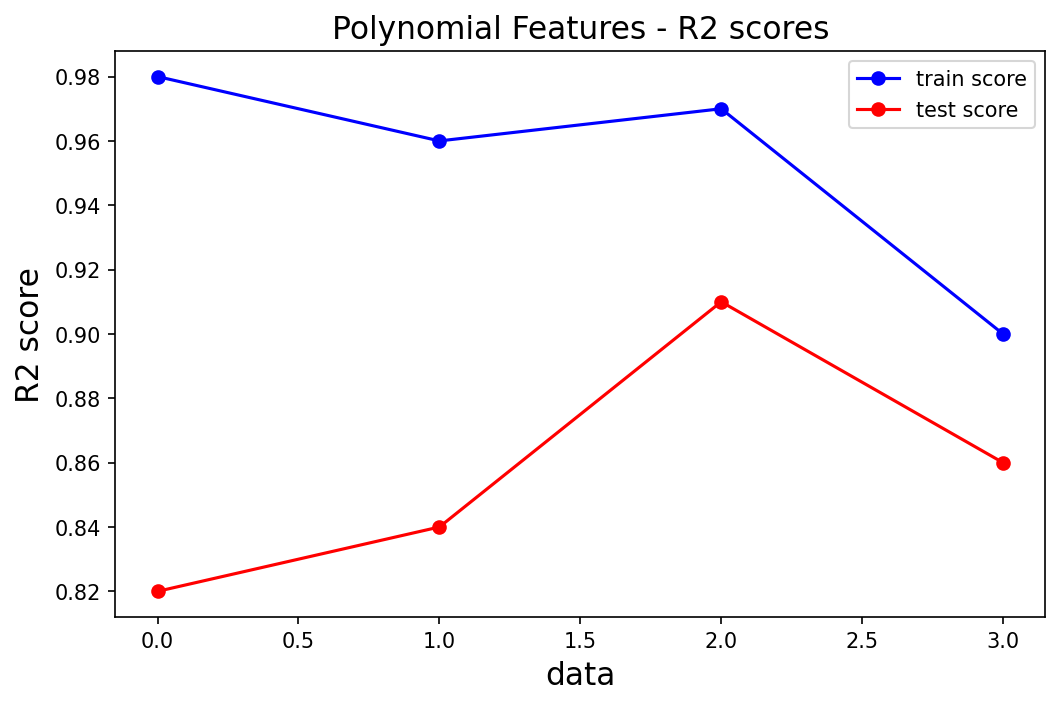 Polynomial Features - R2 scores
train score
test score
0.98
0.96
0.94
0.92
0.90
0.88
0.86
0.84
0.82
R2 score
0.0 0.5 1.0 1.5 2.0 2.5 3.0
data